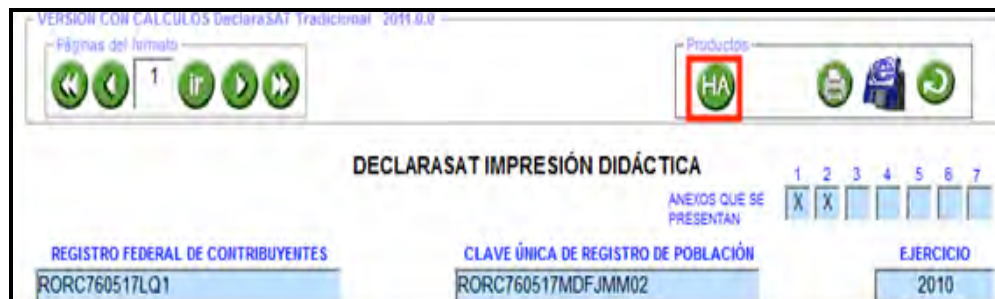 VERSIÓN CON CALCULOS DeclaraSAT Tradicional 2011.0.0
Páginas del formato
Productos
1
ir
HA
DECLARASAT IMPRESIÓN DIDÁCTICA
1 2 3 4 5 6 7
ANEXOS QUE SE
PRESENTAN
X X
REGISTRO FEDERAL DE CONTRIBUYENTES
CLAVE ÚNICA DE REGISTRO DE POBLACIÓN
EJERCICIO
RORC760517LQ1
RORC760517MDFJMM02
2010